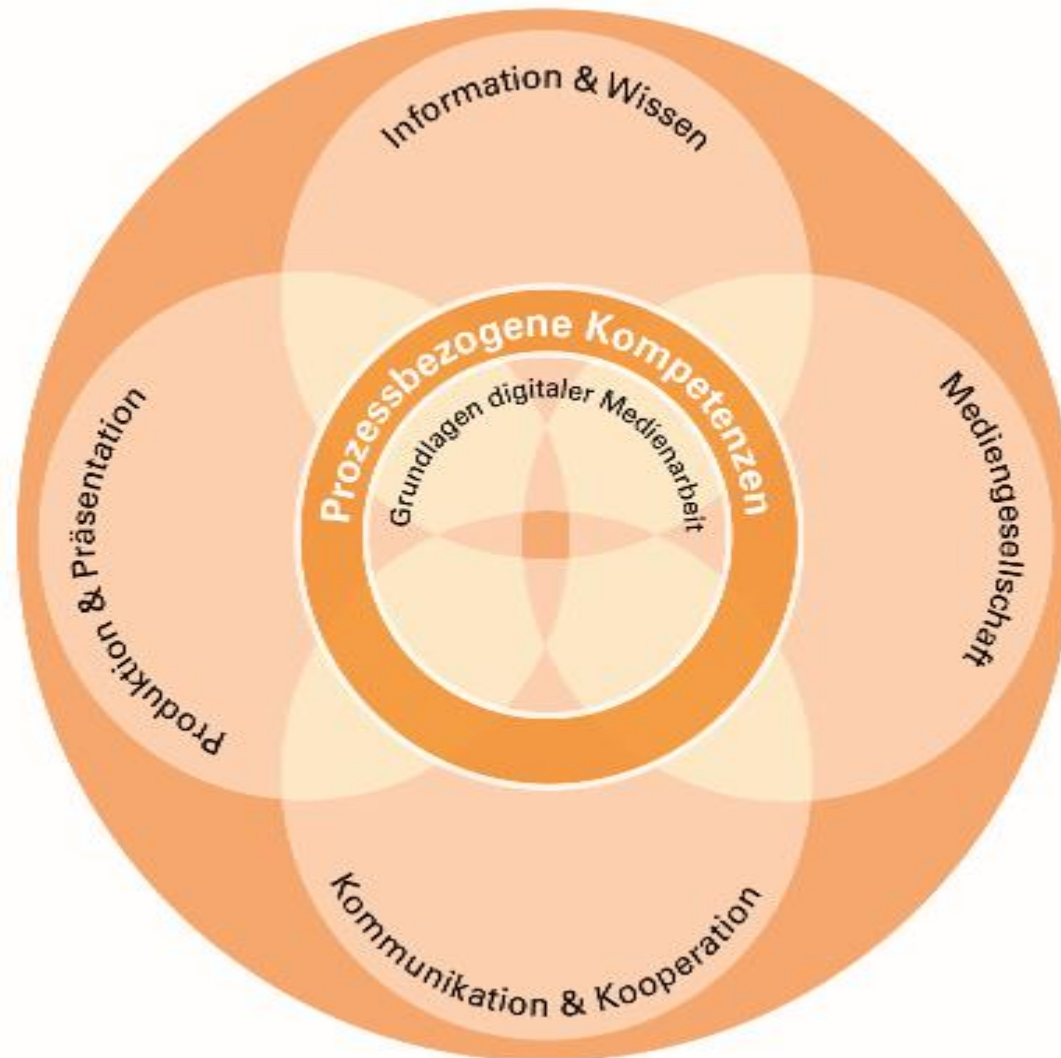 Information & Wissen
Prozessbezogene Kompetenzen
Grundlagen digitaler Medienarbeit
Produktion & Präsentation
Mediengesellschaft
Kommunikation & Kooperation